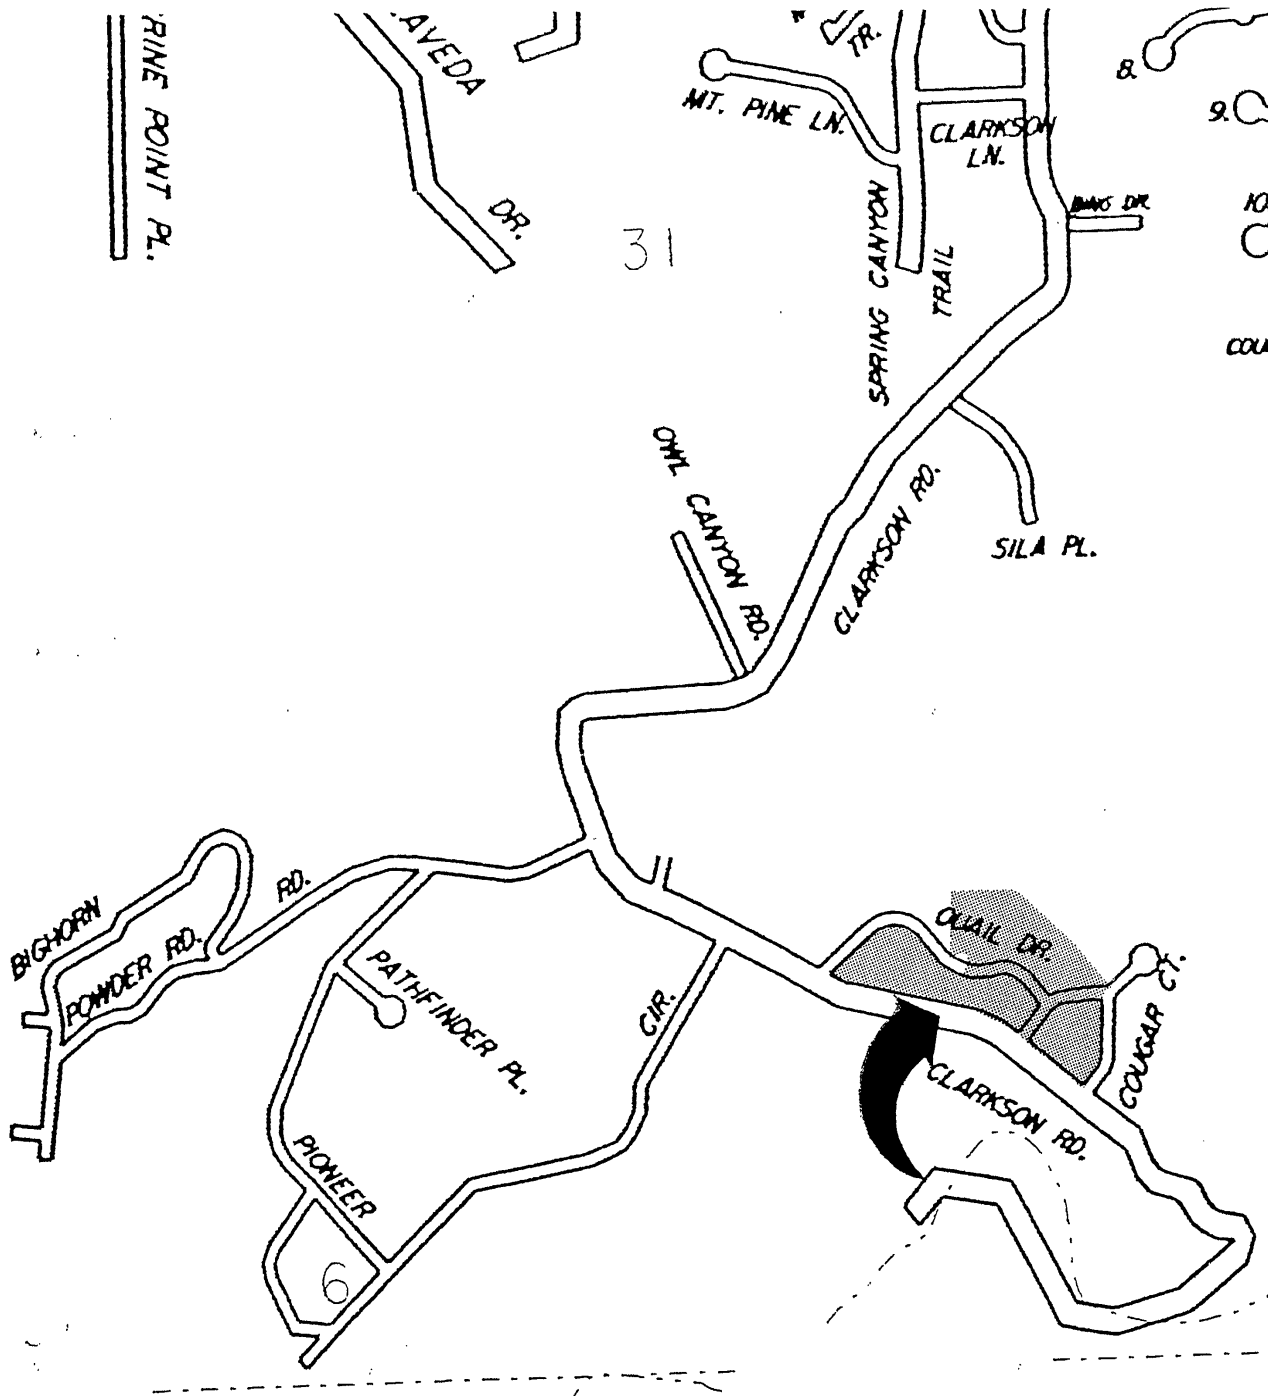 TR.
AVEDA
DR.
RINE POINT PL.
MT. PINE LN.
CLARKSON
LN.
8.
9.
10
31
SPRING CANYON
TRAIL
DR.
COU
OWL CANYON RD.
CLARKSON RD.
SILA PL.
BIGHORN
RD.
POWDER RD.
PATHFINDER PL.
CIR.
PIONEER
6
QUAIL DR.
COUGAR CT.
CLARKSON RD.